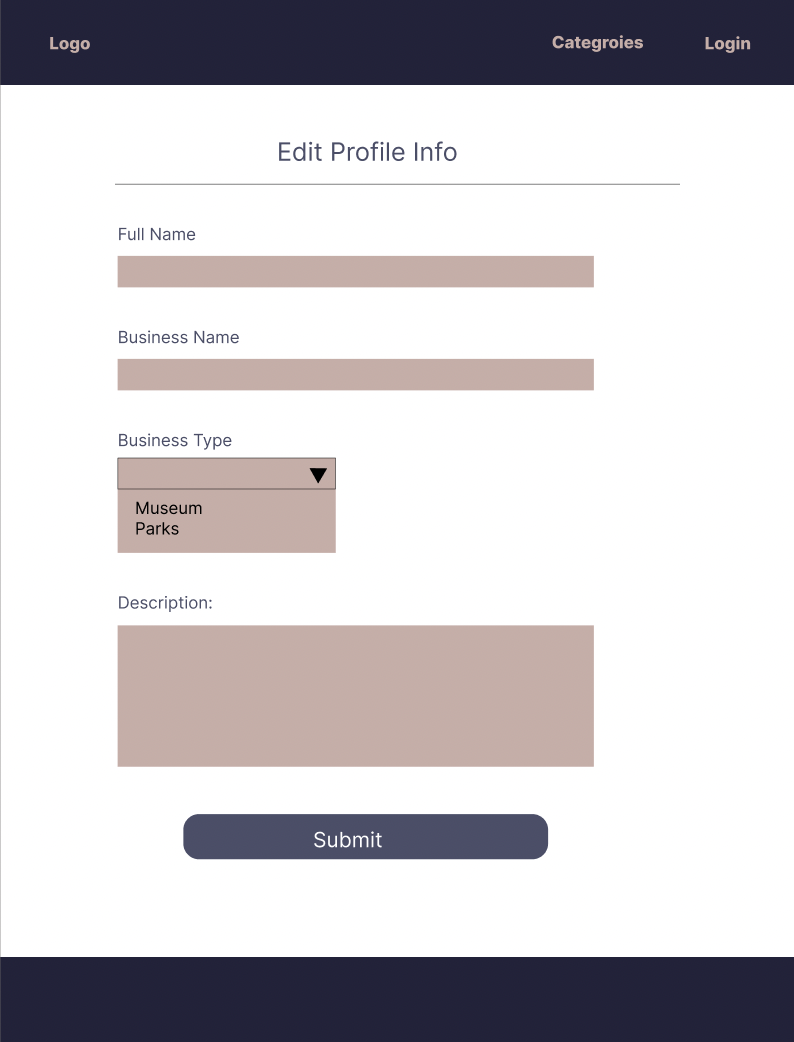 Logo
Categroies
Login
Edit Profile Info
Full Name
Business Name
Business Type
Museum
Parks
Description:
Submit